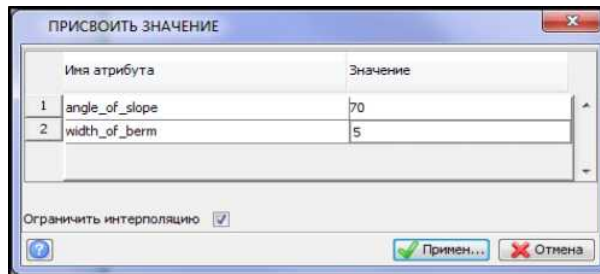 ПРИСВОИТЬ ЗНАЧЕНИЕ
Имя атрибута Значение
1 angle_of_slope 70
2 width_of_berm 5
Ограничить интерполяцию
Примен... Отмена